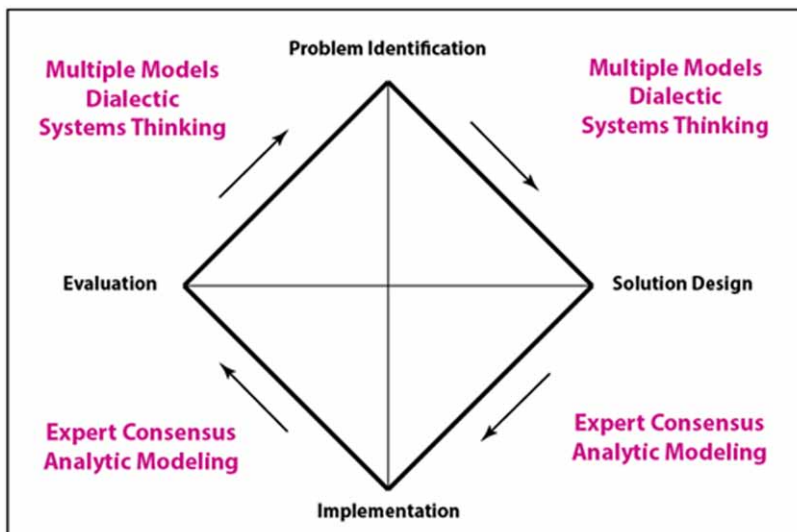 Problem Identification
Multiple Models
Dialectic
Systems Thinking
Multiple Models
Dialectic
Systems Thinking
Evaluation
Solution Design
Expert Consensus
Analytic Modeling
Expert Consensus
Analytic Modeling
Implementation